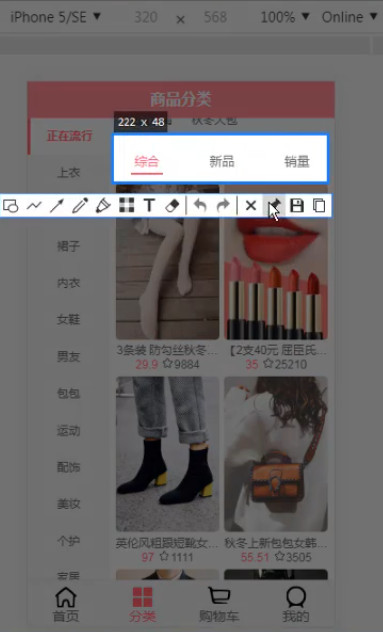 iPhone 5/SE ▼ 320 × 568 100% ▼ Online ▼
商品分类
222 x 48
秋冬大包
正在流行
综合 新品 销量
上衣
T
裙子
内衣
女鞋
3条装 防勾丝秋冬... 【2支40元 屈臣氏...
男友
29.9 ☆9884 35 ☆25210
包包
运动
配饰
美妆
个护
英伦风粗跟短靴女... 秋冬上新包包女韩...
97 ☆1111 55.51 ☆3505
家居
首页 分类 购物车 我的